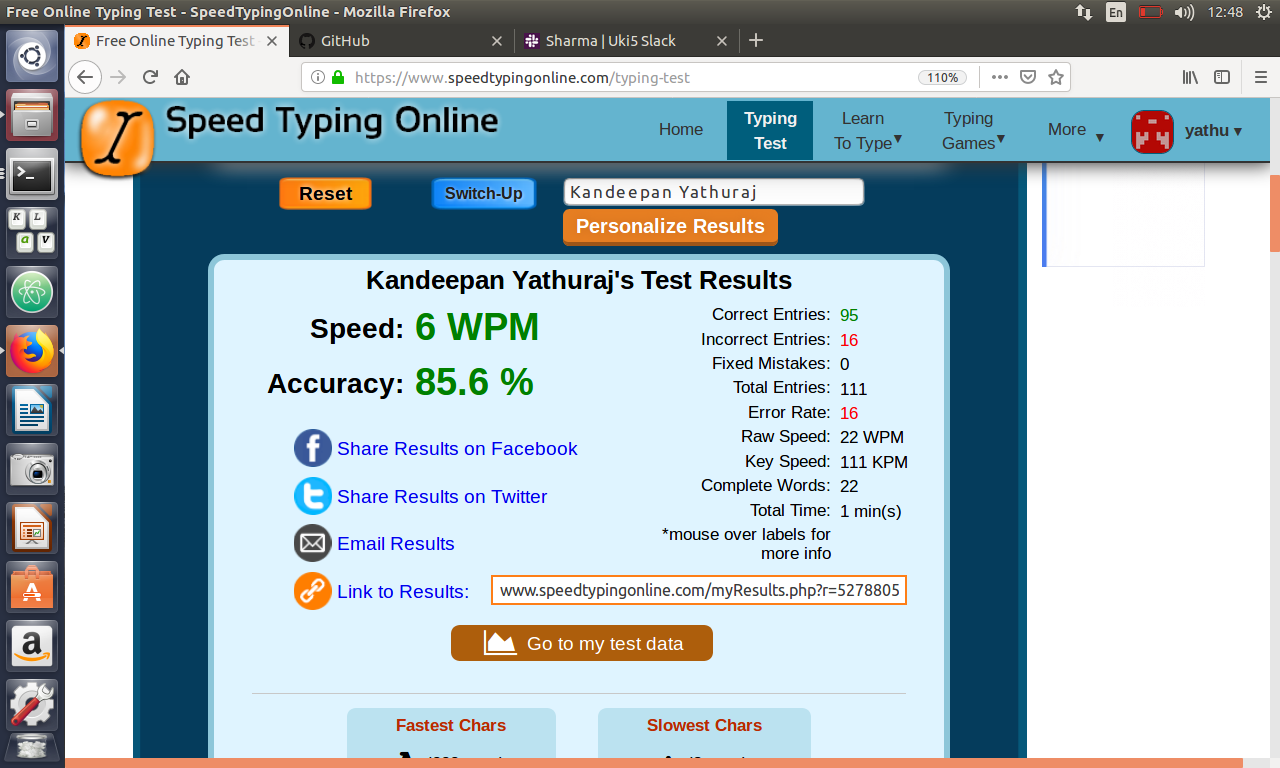 Free Online Typing Test - SpeedTypingOnline - Mozilla Firefox
En
12:48
Free Online Typing Test -
GitHub
Sharma | Uki5 Slack
https://www.speedtypingonline.com/typing-test
110%
Speed Typing Online
Home
Typing Test
Learn To Type
Typing Games
More
yathu
Reset
Switch-Up
Kandeepan Yathuraj
Personalize Results
Kandeepan Yathuraj's Test Results
Speed: 6 WPM
Accuracy: 85.6 %
Correct Entries: 95
Incorrect Entries: 16
Fixed Mistakes: 0
Total Entries: 111
Error Rate: 16
Raw Speed: 22 WPM
Key Speed: 111 KPM
Complete Words: 22
Total Time: 1 min(s)
*mouse over labels for
more info
Share Results on Facebook
Share Results on Twitter
Email Results
Link to Results: www.speedtypingonline.com/myResults.php?r=5278805
Go to my test data
Fastest Chars
Slowest Chars